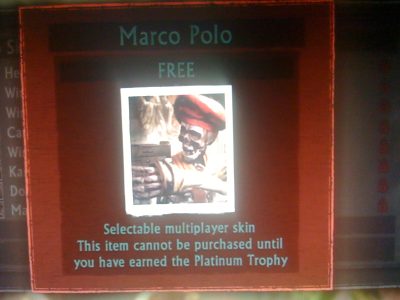 Marco Polo
FREE
Selectable multiplayer skin
This item cannot be purchased until
you have earned the Platinum Trophy